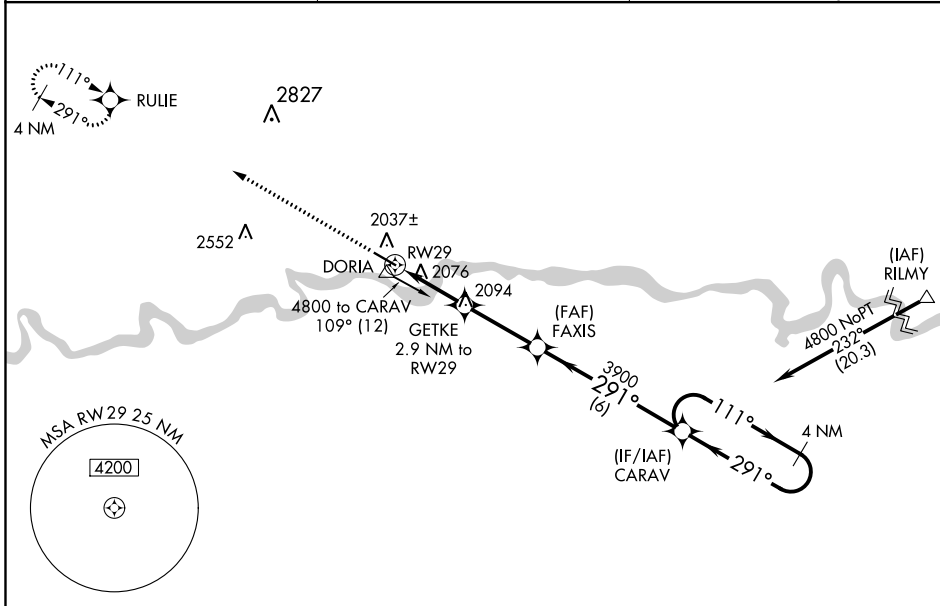 111°
RULIE
291°
4 NM
2827
2552
2037±
RW29
DORIA
2076
2094
4800 to CARAV
109° (12)
GETKE
2.9 NM to
RW29
(FAF)
FAXIS
(IAF)
RILMY
4800 NoPT
232°
(20.3)
3900
291°
(6)
111°
4 NM
291°
(IF/IAF)
CARAV
MSA RW29 25 NM
4200